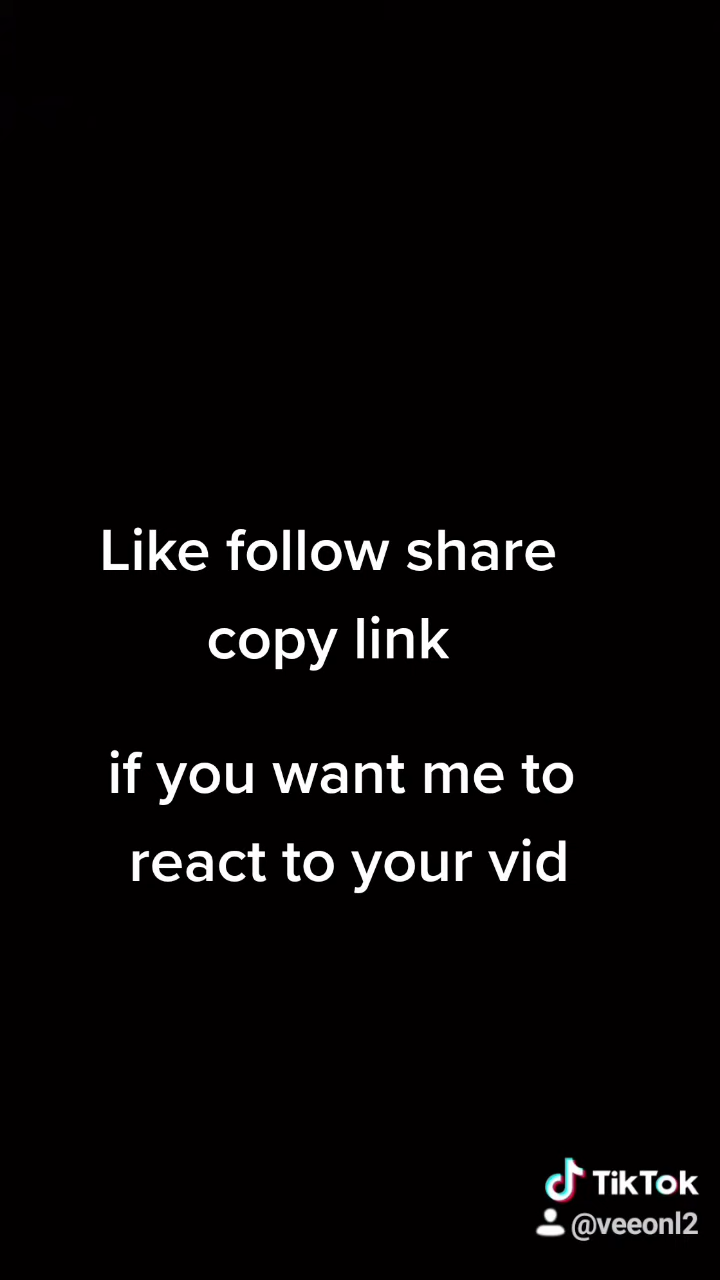 Like follow share
copy link
if you want me to
react to your vid
TikTok
@veeonl2